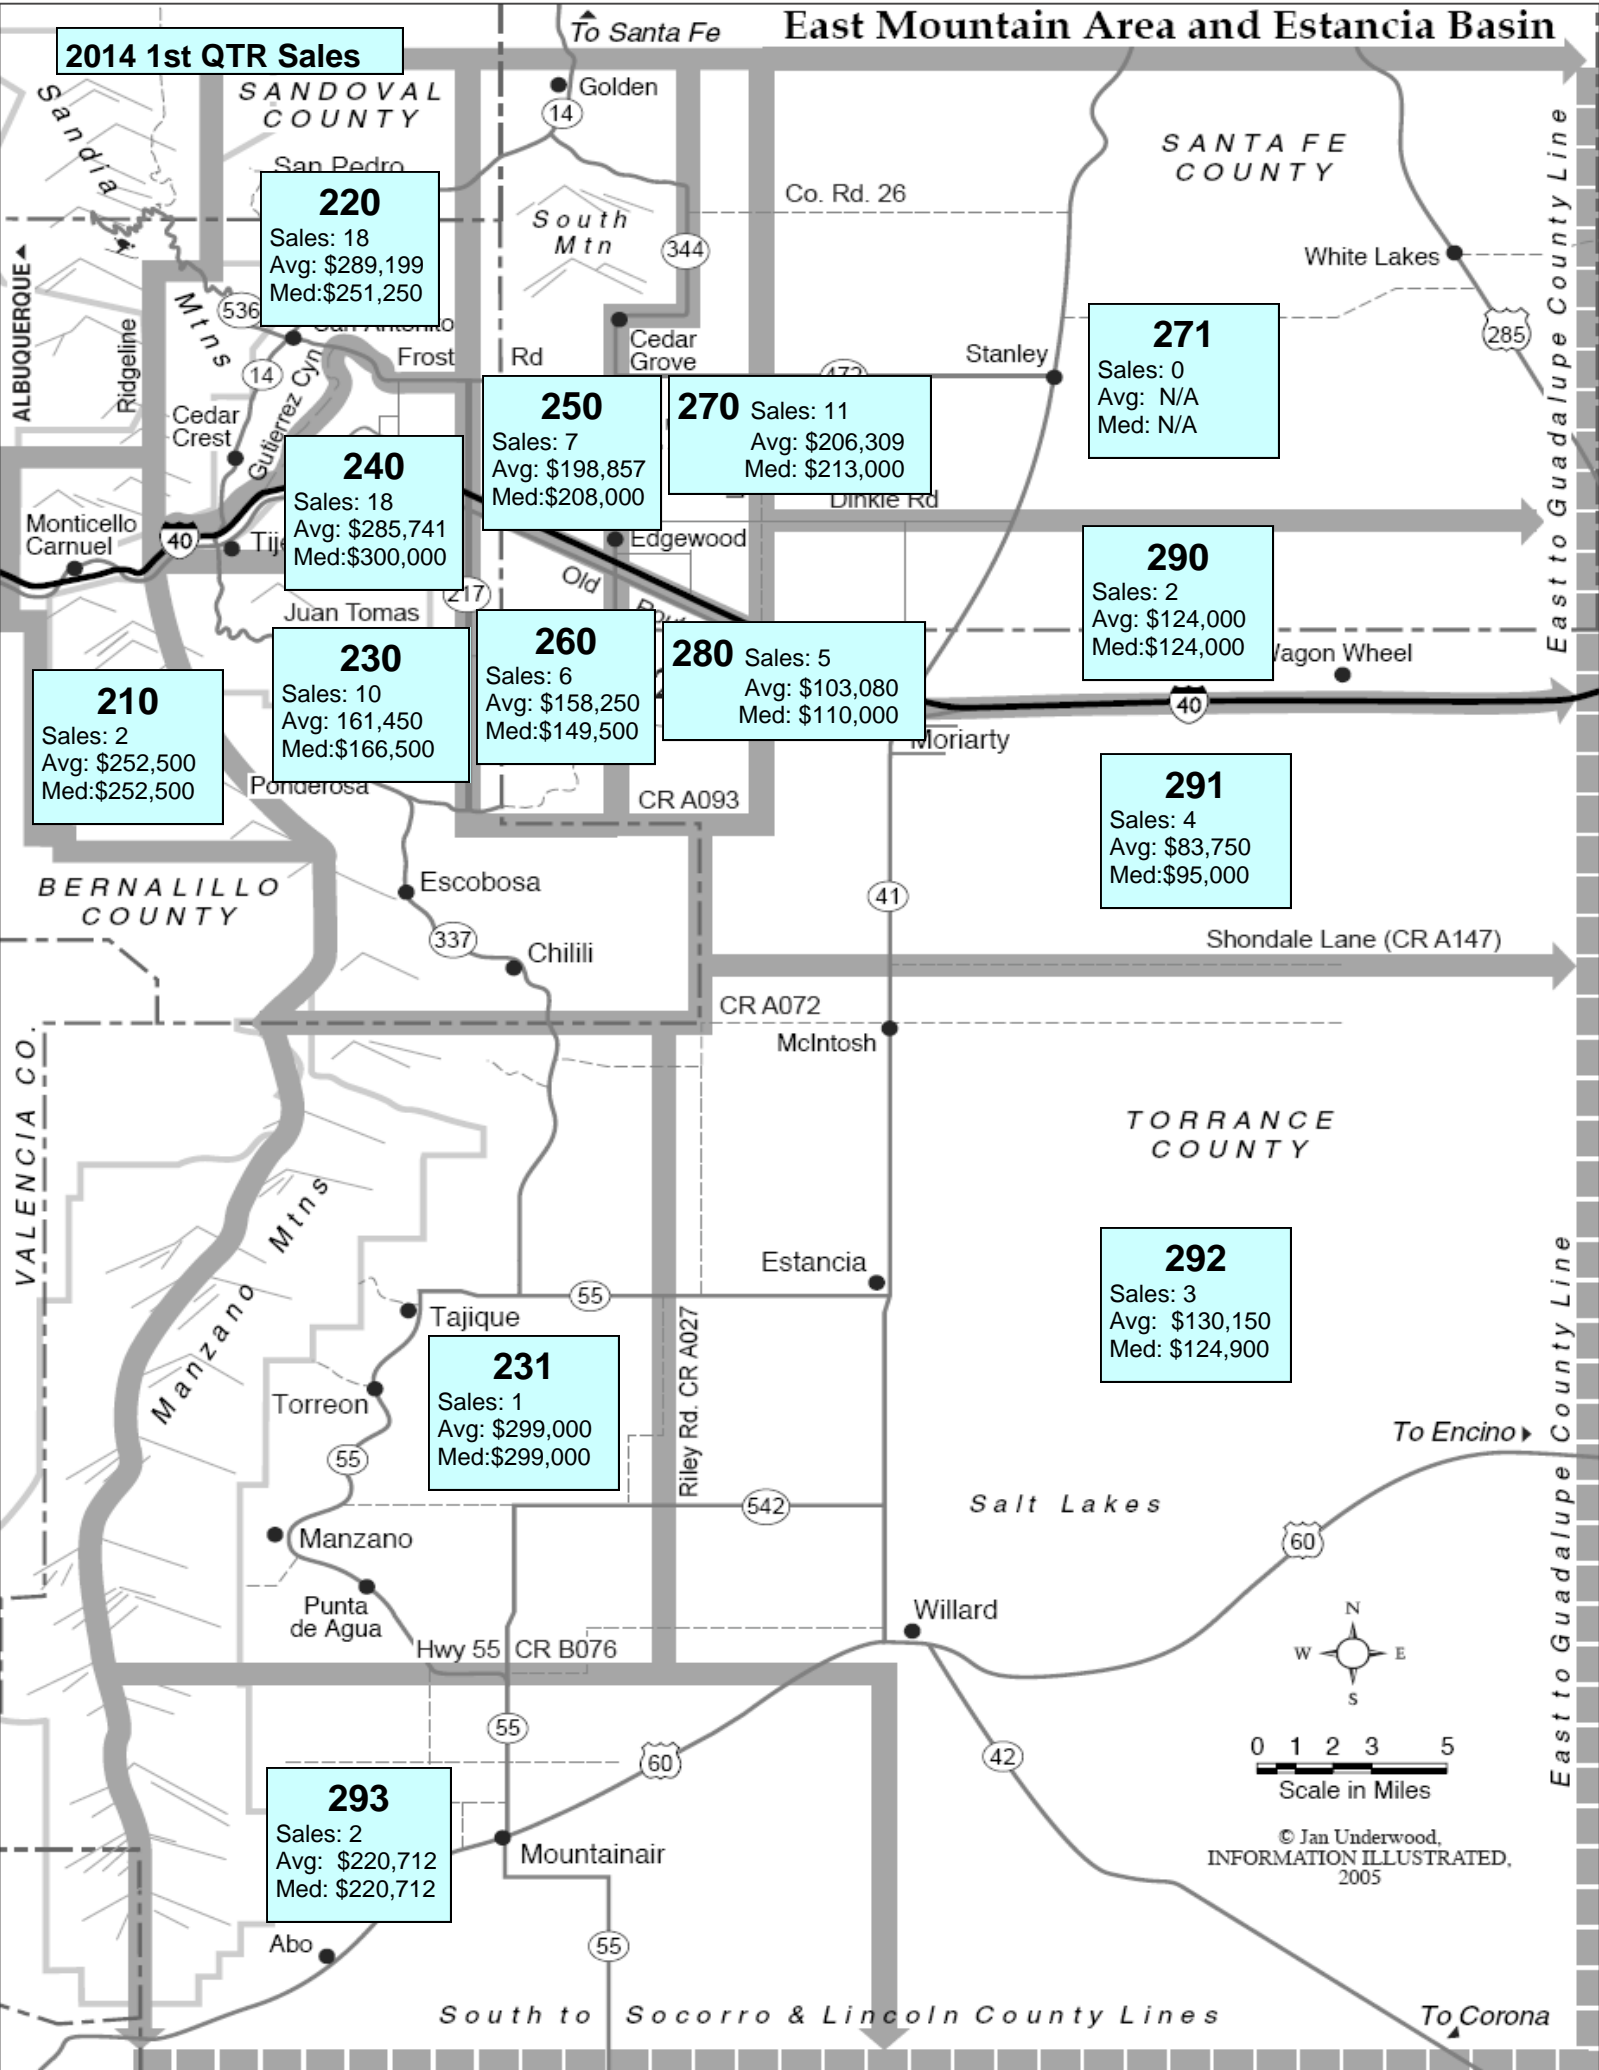 To Santa Fe
East Mountain Area and Estancia Basin
2014 1st QTR Sales
SANDOVAL
COUNTY
Golden
14
Sandia
Mtns
SANTA FE
COUNTY
San Pedro
220
Sales: 18
Avg: $289,199
Med:$251,250
South
Mtn
344
Co. Rd. 26
White Lakes
285
East to Guadalupe County Line
ALBUQUERQUE
Ridgeline
536
San Antonito
Frost Rd
Cedar
Grove
472
Stanley
271
Sales: 0
Avg: N/A
Med: N/A
14
Cedar
Crest
Gutierrez Cyn
250
Sales: 7
Avg: $198,857
Med:$208,000
270 Sales: 11
Avg: $206,309
Med: $213,000
Dinkle Rd
240
Sales: 18
Avg: $285,741
Med:$300,000
Monticello
Carnuel
40
Tije
Edgewood
Old
217
Juan Tomas
290
Sales: 2
Avg: $124,000
Med:$124,000
Wagon Wheel
230
Sales: 10
Avg: 161,450
Med:$166,500
260
Sales: 6
Avg: $158,250
Med:$149,500
280 Sales: 5
Avg: $103,080
Med: $110,000
210
Sales: 2
Avg: $252,500
Med:$252,500
40
Moriarty
Ponderosa
CR A093
291
Sales: 4
Avg: $83,750
Med:$95,000
BERNALILLO
COUNTY
Escobosa
41
337
Chilili
Shondale Lane (CR A147)
CR A072
McIntosh
VALENCIA CO.
TORRANCE
COUNTY
Manzano Mtns
Estancia
292
Sales: 3
Avg: $130,150
Med: $124,900
55
Tajique
Riley Rd. CR A027
231
Sales: 1
Avg: $299,000
Med:$299,000
Torreon
55
East to Guadalupe County Line
To Encino
Salt Lakes
542
60
Manzano
Punta
de Agua
Willard
Hwy 55 CR B076
N
W E
S
55
60
42
0 1 2 3 5
Scale in Miles
293
Sales: 2
Avg: $220,712
Med: $220,712
Mountainair
© Jan Underwood,
INFORMATION ILLUSTRATED,
2005
Abo
55
South to Socorro & Lincoln County Lines
To Corona